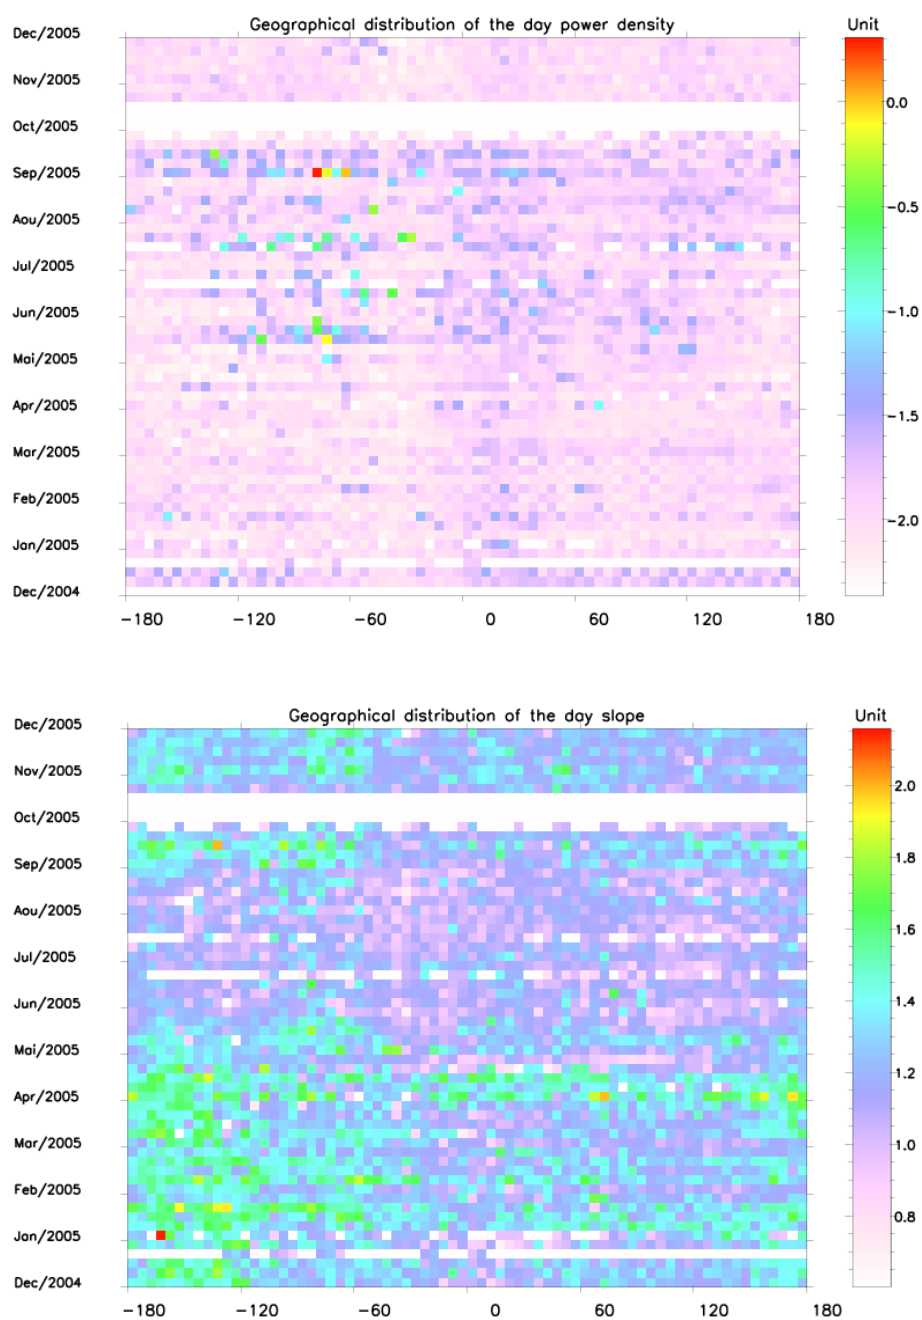 Geographical distribution of the day power density
Unit
Dec/2005
Nov/2005
Oct/2005
Sep/2005
Aou/2005
Jul/2005
Jun/2005
Mai/2005
Apr/2005
Mar/2005
Feb/2005
Jan/2005
Dec/2004
-180 -120 -60 0 60 120 180
0.0
-0.5
-1.0
-1.5
-2.0
Geographical distribution of the day slope
Unit
Dec/2005
Nov/2005
Oct/2005
Sep/2005
Aou/2005
Jul/2005
Jun/2005
Mai/2005
Apr/2005
Mar/2005
Feb/2005
Jan/2005
Dec/2004
-180 -120 -60 0 60 120 180
2.0
1.8
1.6
1.4
1.2
1.0
0.8